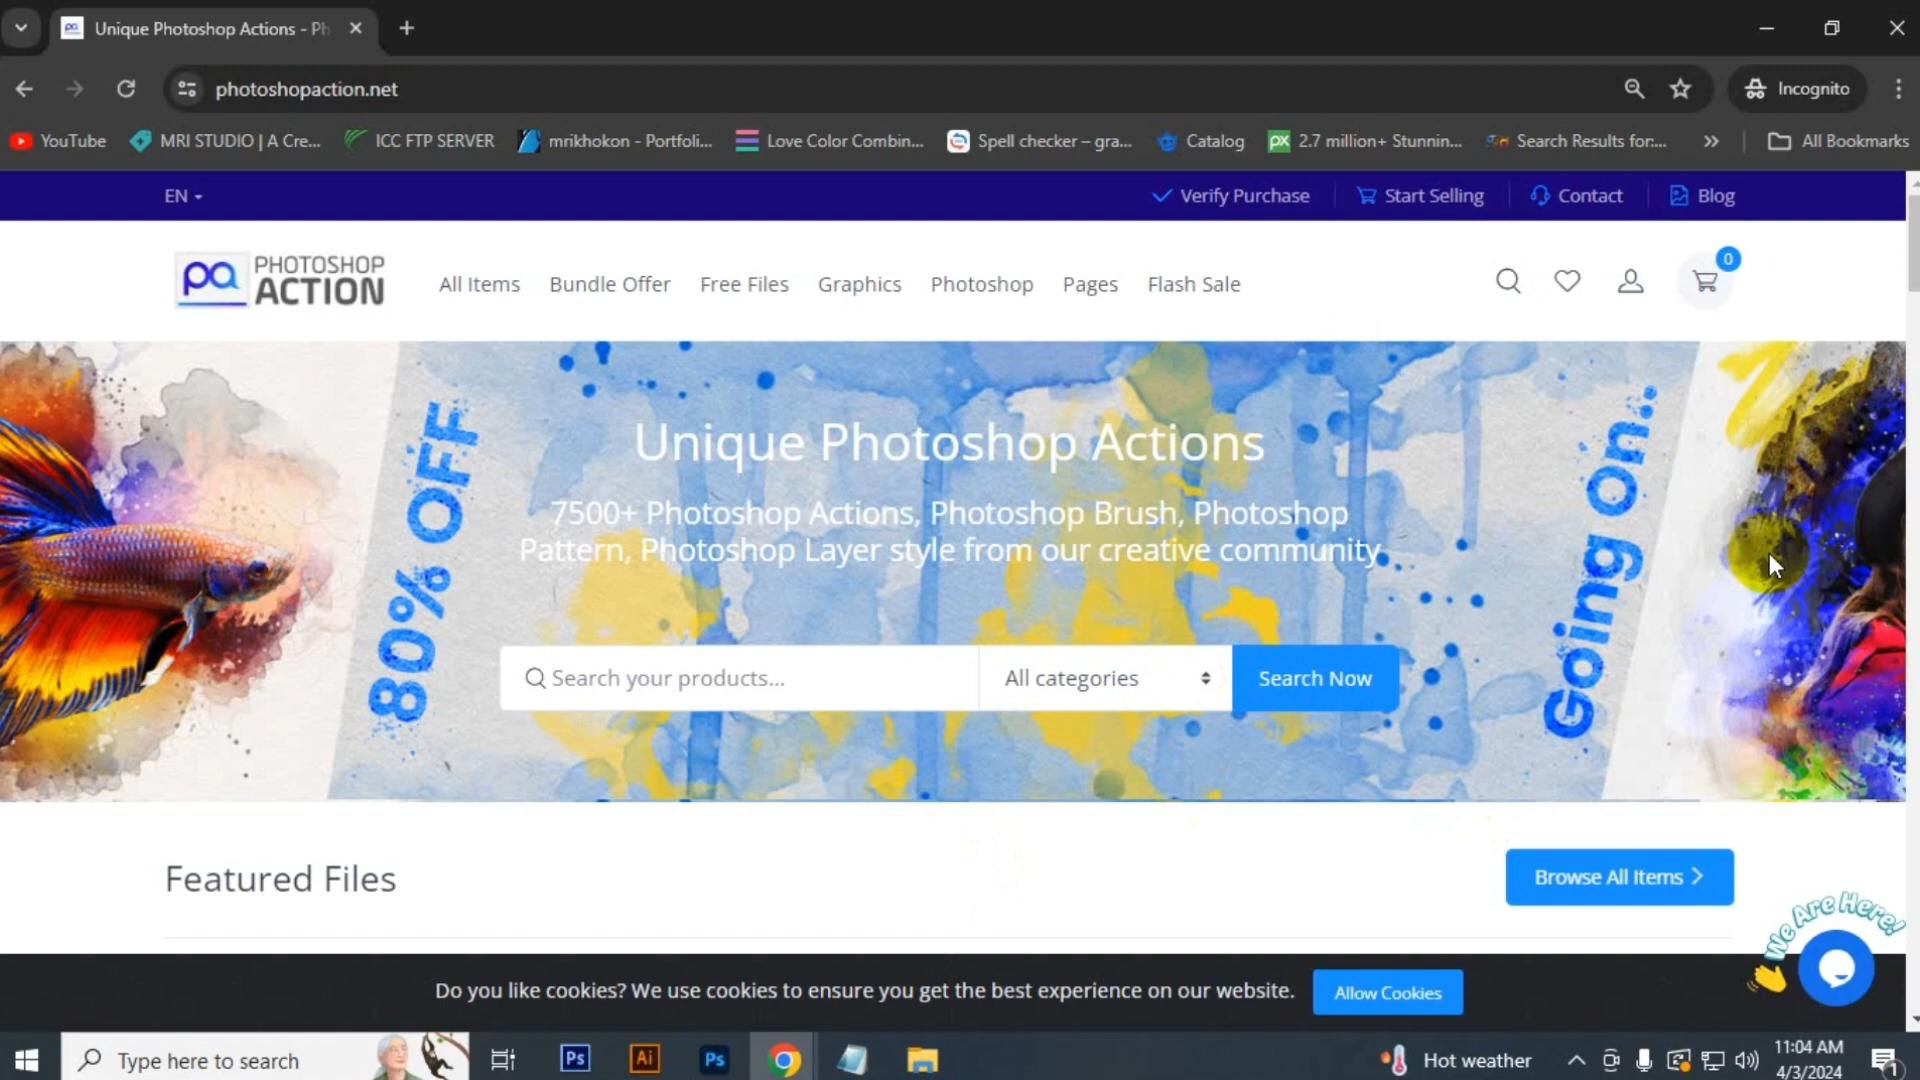 Unique Photoshop Actions - Ph
photoshopaction.net
Incognito
YouTube
MRI STUDIO | A Cre...
ICC FTP SERVER
mrikhokon - Portfoli...
Love Color Combin...
Spell checker – gra...
Catalog
px
2.7 million+ Stunnin...
Search Results for:...
All Bookmarks
EN
Verify Purchase
Start Selling
Contact
Blog
pa PHOTOSHOP
ACTION
All Items
Bundle Offer
Free Files
Graphics
Photoshop
Pages
Flash Sale
0
80% OFF
Unique Photoshop Actions
7500+ Photoshop Actions, Photoshop Brush, Photoshop
Pattern, Photoshop Layer style from our creative community
Going On...
Search your products...
All categories
Search Now
Featured Files
Browse All Items
We Are Here!
Do you like cookies? We use cookies to ensure you get the best experience on our website.
Allow Cookies
Type here to search
Ps
Ai
Ps
Hot weather
11:04 AM
4/3/2024
1